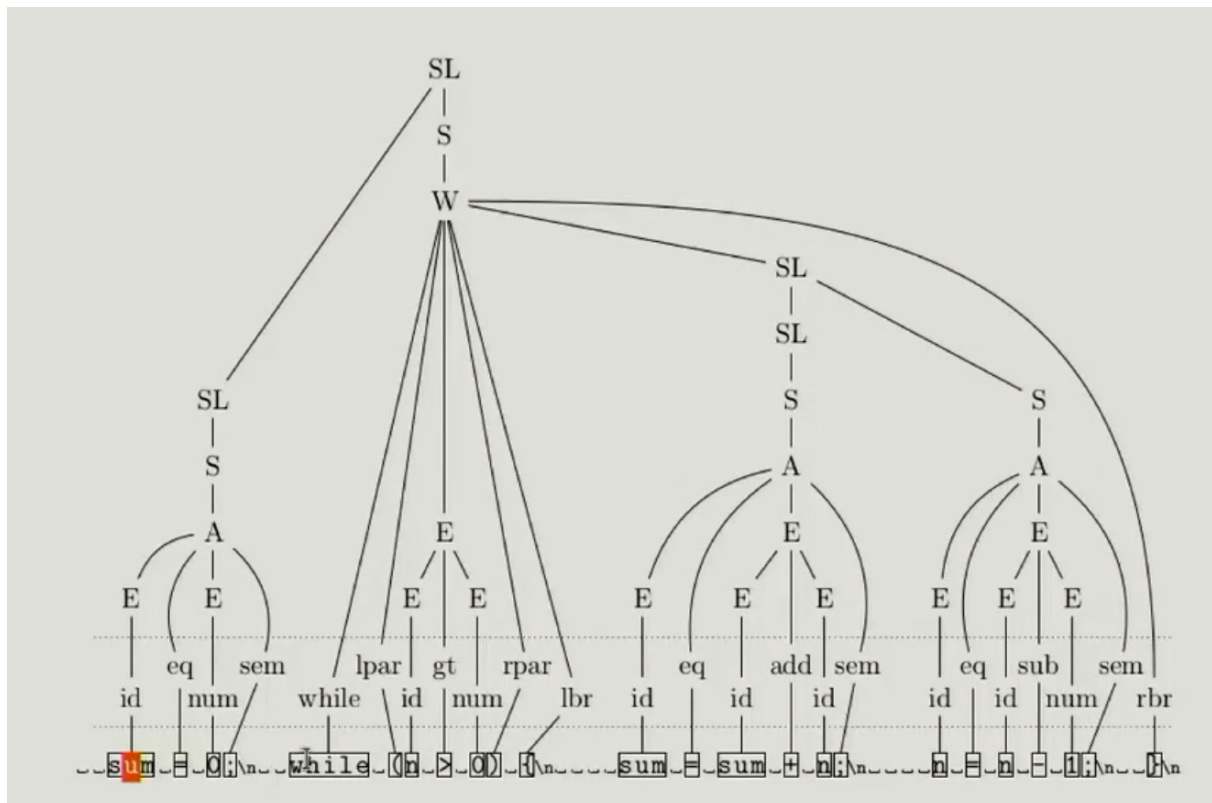 SL
S
W
SL
SL
SL S S
S A A
A E E E
E E E E E E E E E E
eq sem lpar gt rpar eq add sem eq sub sem
id num while id num lbr id id id id id num rbr
␣␣sum␣=␣0;\n␣␣while␣(n␣>␣0)␣{\n␣␣␣␣sum␣=␣sum␣+␣n;\n␣␣␣␣n␣=␣n␣-␣1;\n␣␣}\n